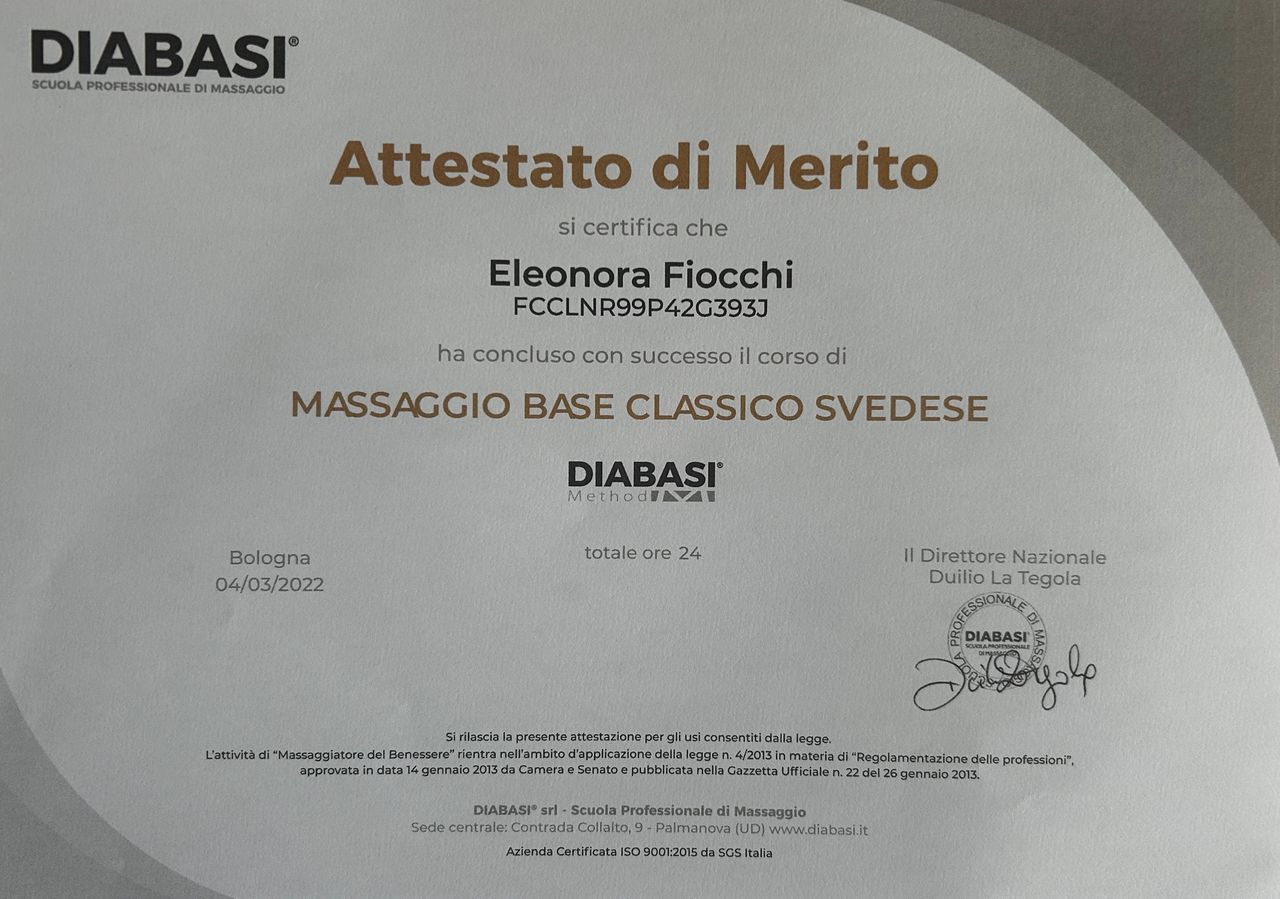 DIABASI®
SCUOLA PROFESSIONALE DI MASSAGGIO
Attestato di Merito
si certifica che
Eleonora Fiocchi
FCCLNR99P42G393J
ha concluso con successo il corso di
MASSAGGIO BASE CLASSICO SVEDESE
DIABASI®
Method
Bologna
04/03/2022
totale ore 24
Il Direttore Nazionale
Duilio La Tegola
SCUOLA PROFESSIONALE DI MASSAGGIO
DIABASI®
SCUOLA PROFESSIONALE
DI MASSAGGIO
Si rilascia la presente attestazione per gli usi consentiti dalla legge.
L'attività di “Massaggiatore del Benessere” rientra nell'ambito d'applicazione della legge n. 4/2013 in materia di “Regolamentazione delle professioni”,
approvata in data 14 gennaio 2013 da Camera e Senato e pubblicata nella Gazzetta Ufficiale n. 22 del 26 gennaio 2013.
DIABASI® srl - Scuola Professionale di Massaggio
Sede centrale: Contrada Collalto, 9 - Palmanova (UD) www.diabasi.it
Azienda Certificata ISO 9001:2015 da SGS Italia